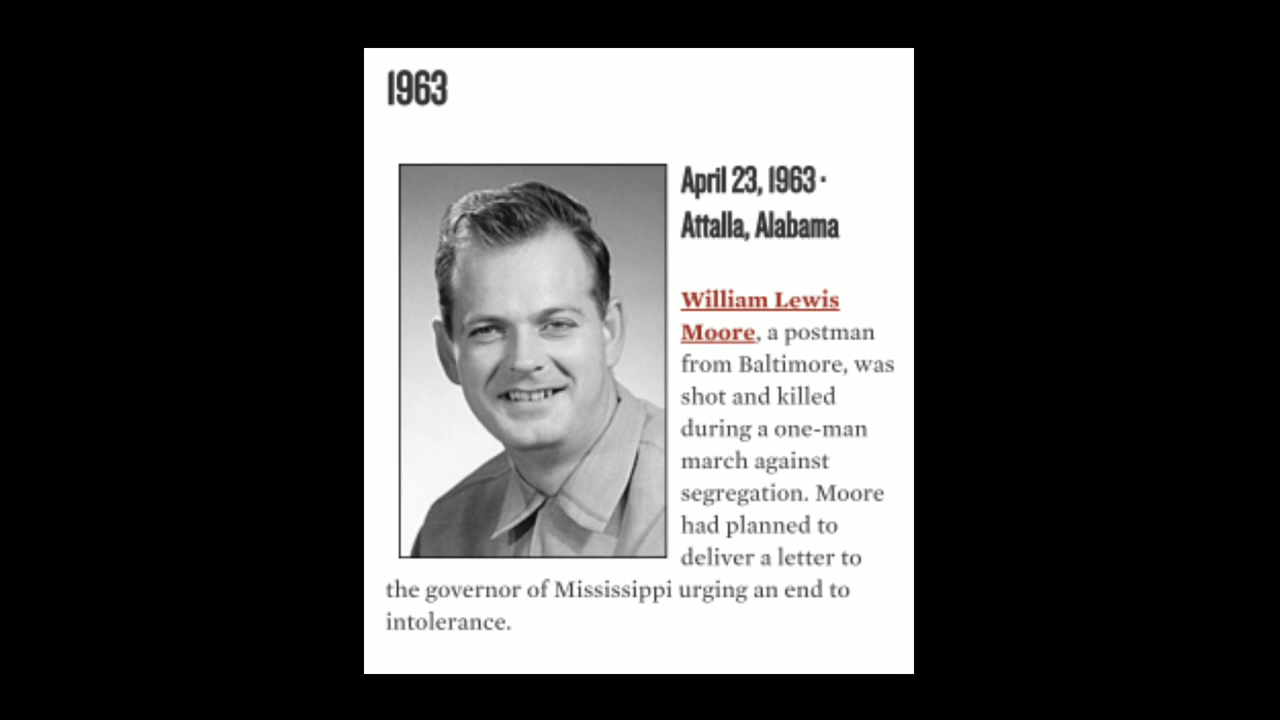 1963
April 23, 1963 ·
Attalla, Alabama
William Lewis
Moore, a postman
from Baltimore, was
shot and killed
during a one-man
march against
segregation. Moore
had planned to
deliver a letter to
the governor of Mississippi urging an end to
intolerance.